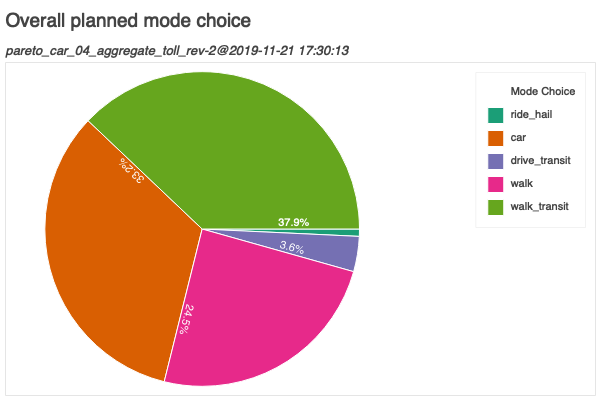 Overall planned mode choice
pareto_car_04_aggregate_toll_rev-2@2019-11-21 17:30:13
Mode Choice
ride_hail
car
drive_transit
walk
walk_transit
33.2%
37.9%
3.6%
24.5%